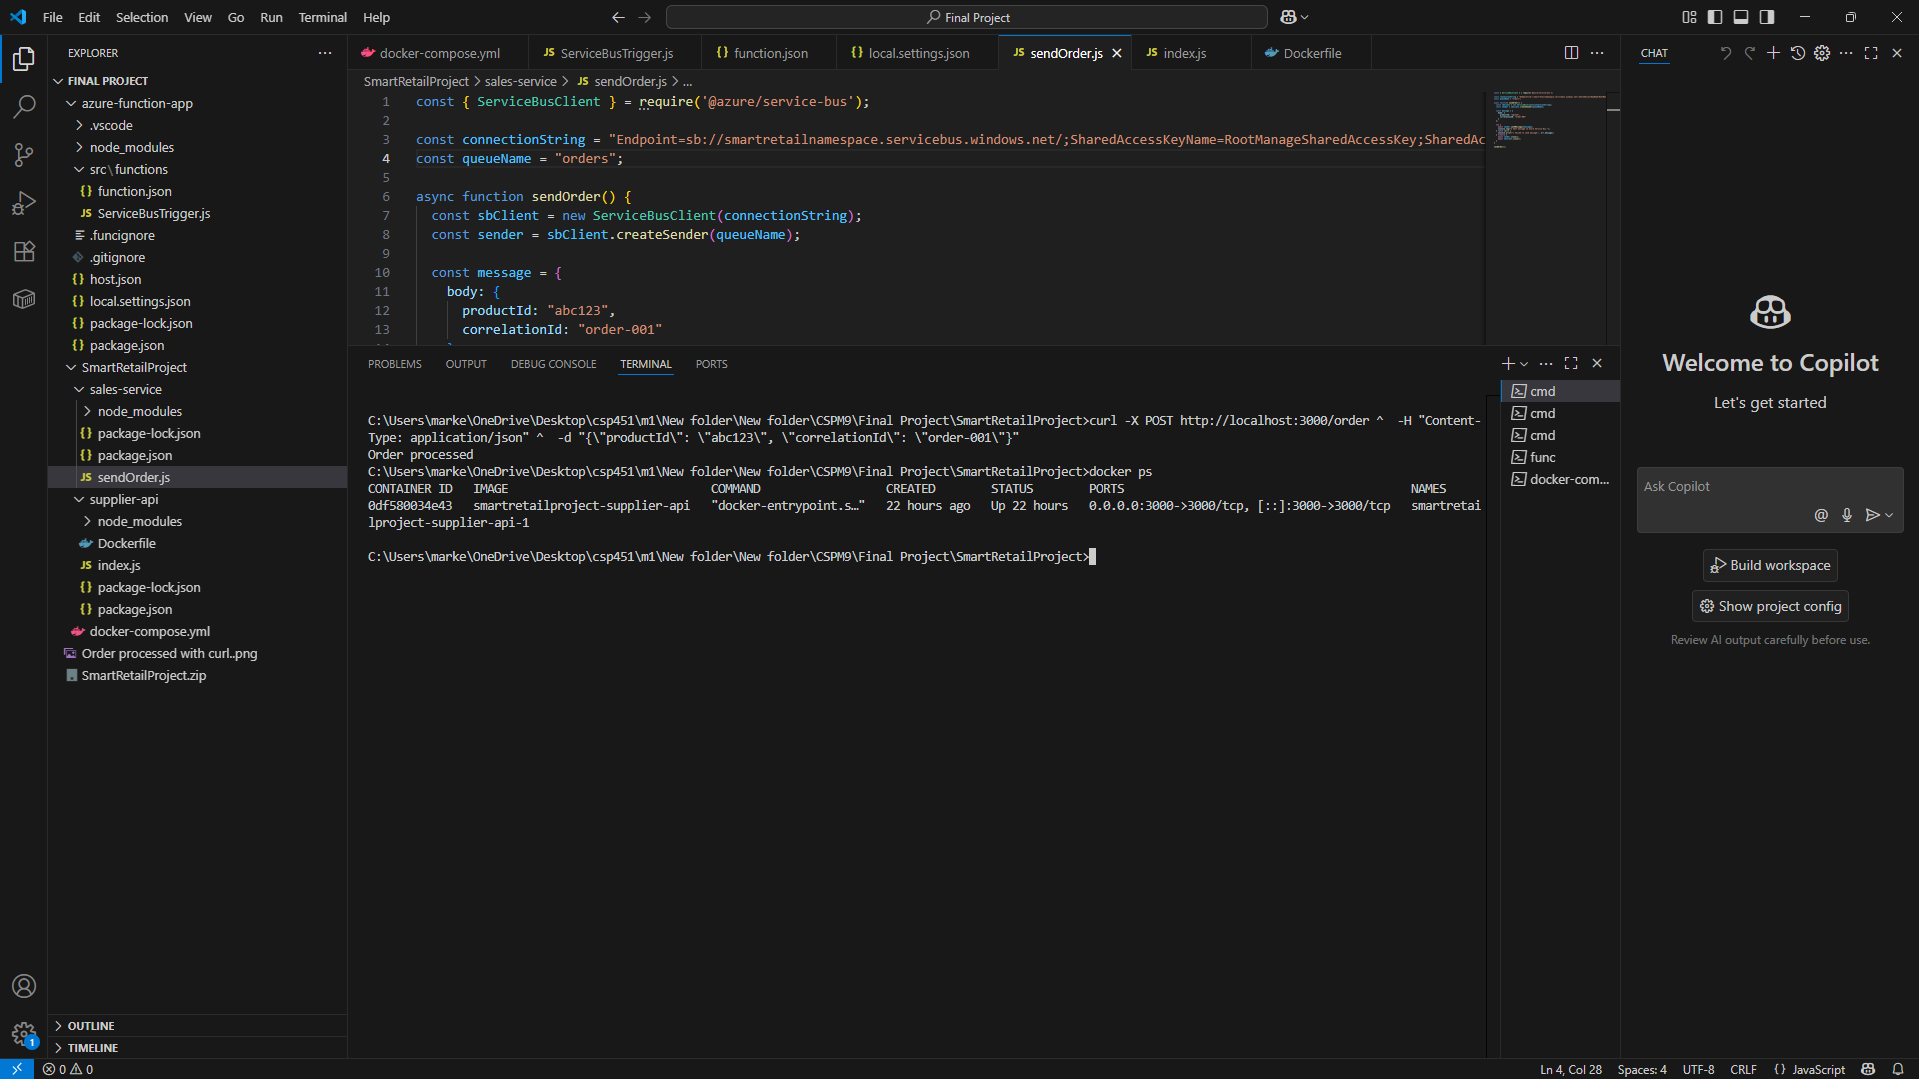 File Edit Selection View Go Run Terminal Help
Final Project
EXPLORER
FINAL PROJECT
azure-function-app
.vscode
node_modules
src\functions
{} function.json
JS ServiceBusTrigger.js
.funcignore
.gitignore
{} host.json
{} local.settings.json
{} package-lock.json
{} package.json
SmartRetailProject
sales-service
node_modules
{} package-lock.json
{} package.json
JS sendOrder.js
supplier-api
node_modules
Dockerfile
JS index.js
{} package-lock.json
{} package.json
docker-compose.yml
Order processed with curl..png
SmartRetailProject.zip
OUTLINE
TIMELINE
docker-compose.yml JS ServiceBusTrigger.js {} function.json {} local.settings.json JS sendOrder.js JS index.js Dockerfile
SmartRetailProject > sales-service > JS sendOrder.js > ...
1 const { ServiceBusClient } = require('@azure/service-bus');
2
3 const connectionString = "Endpoint=sb://smartretailnamespace.servicebus.windows.net/;SharedAccessKeyName=RootManageSharedAccessKey;SharedAc
4 const queueName = "orders";
5
6 async function sendOrder() {
7 const sbClient = new ServiceBusClient(connectionString);
8 const sender = sbClient.createSender(queueName);
9
10 const message = {
11 body: {
12 productId: "abc123",
13 correlationId: "order-001"
PROBLEMS OUTPUT DEBUG CONSOLE TERMINAL PORTS
C:\Users\marke\OneDrive\Desktop\csp451\m1\New folder\New folder\CSPM9\Final Project\SmartRetailProject>curl -X POST http://localhost:3000/order ^ -H "Content-
Type: application/json" ^ -d "{\"productId\": \"abc123\", \"correlationId\": \"order-001\"}"
Order processed
C:\Users\marke\OneDrive\Desktop\csp451\m1\New folder\New folder\CSPM9\Final Project\SmartRetailProject>docker ps
CONTAINER ID IMAGE COMMAND CREATED STATUS PORTS NAMES
0df580034e43 smartretailproject-supplier-api "docker-entrypoint.s…" 22 hours ago Up 22 hours 0.0.0.0:3000->3000/tcp, [::]:3000->3000/tcp smartretai
lproject-supplier-api-1
C:\Users\marke\OneDrive\Desktop\csp451\m1\New folder\New folder\CSPM9\Final Project\SmartRetailProject>
cmd
cmd
cmd
func
docker-com...
CHAT
Welcome to Copilot
Let's get started
Ask Copilot
@
Build workspace
Show project config
Review AI output carefully before use.
1
0 0
Ln 4, Col 28 Spaces: 4 UTF-8 CRLF {} JavaScript